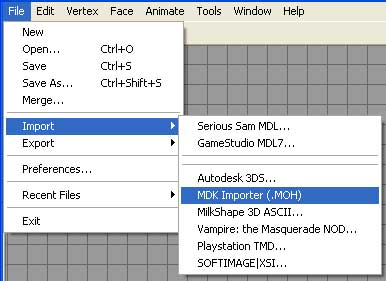 File Edit Vertex Face Animate Tools Window Help
New
Open... Ctrl+O
Save Ctrl+S
Save As... Ctrl+Shift+S
Merge...
Import
Export
Preferences...
Recent Files
Exit
Serious Sam MDL...
GameStudio MDL7...
Autodesk 3DS...
MDK Importer (.MOH)
MilkShape 3D ASCII...
Vampire: the Masquerade NOD...
Playstation TMD...
SOFTIMAGE|XSI...